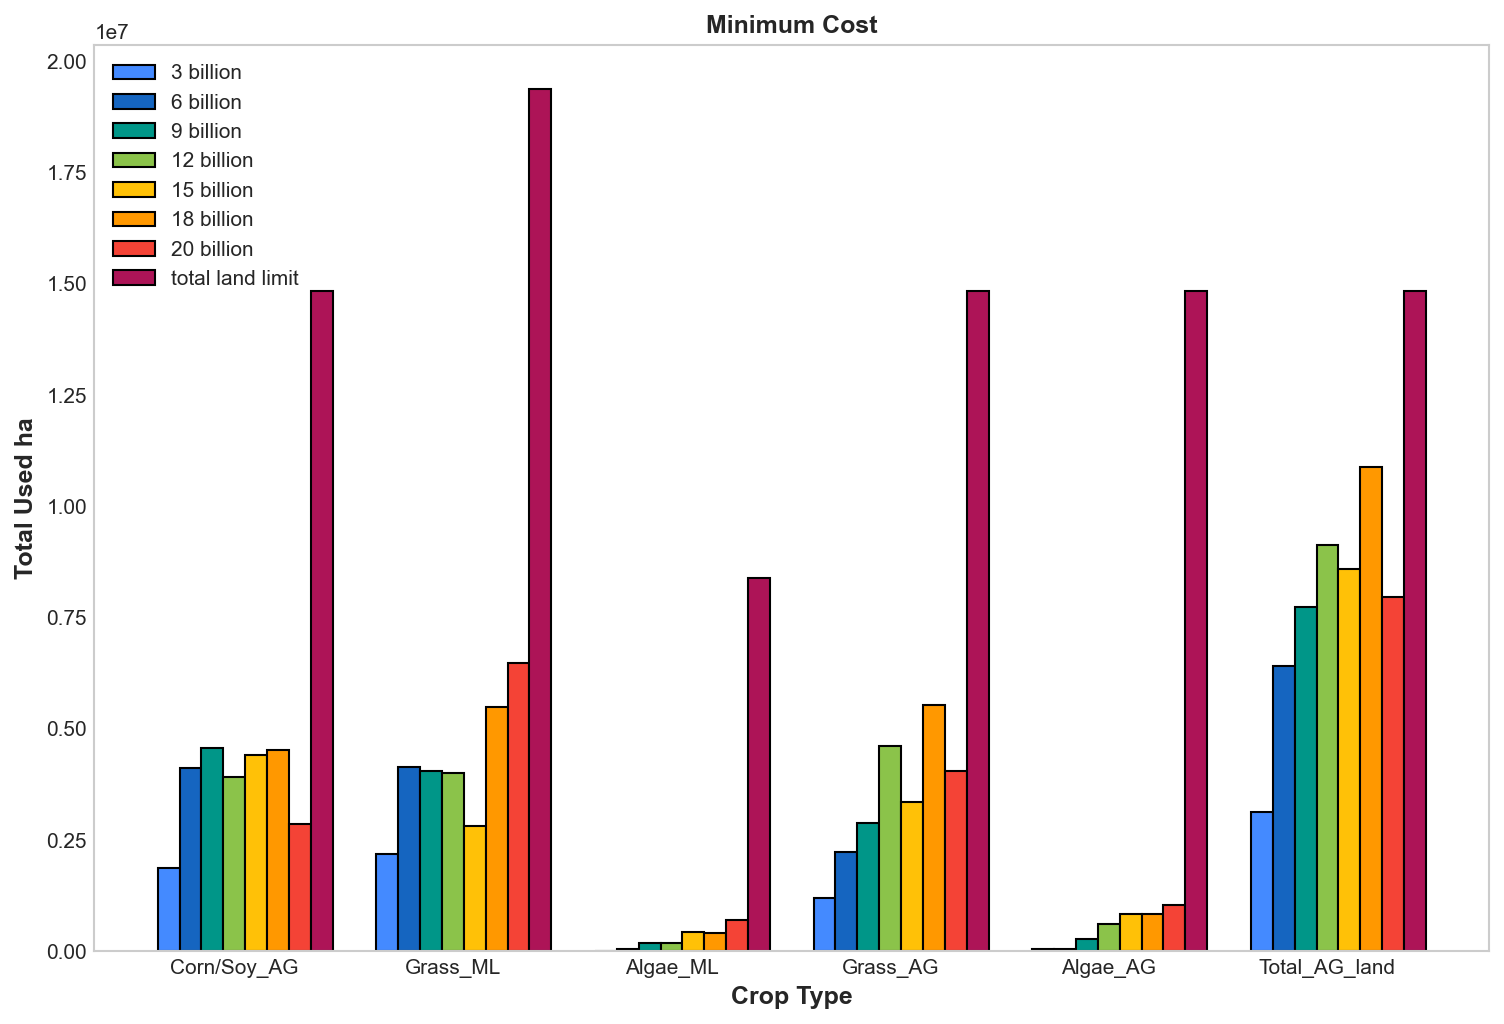 Minimum Cost
1e7
2.00
1.75
1.50
1.25
1.00
0.75
0.50
0.25
0.00
Total Used ha
3 billion
6 billion
9 billion
12 billion
15 billion
18 billion
20 billion
total land limit
Corn/Soy_AG
Grass_ML
Algae_ML
Grass_AG
Algae_AG
Total_AG_land
Crop Type